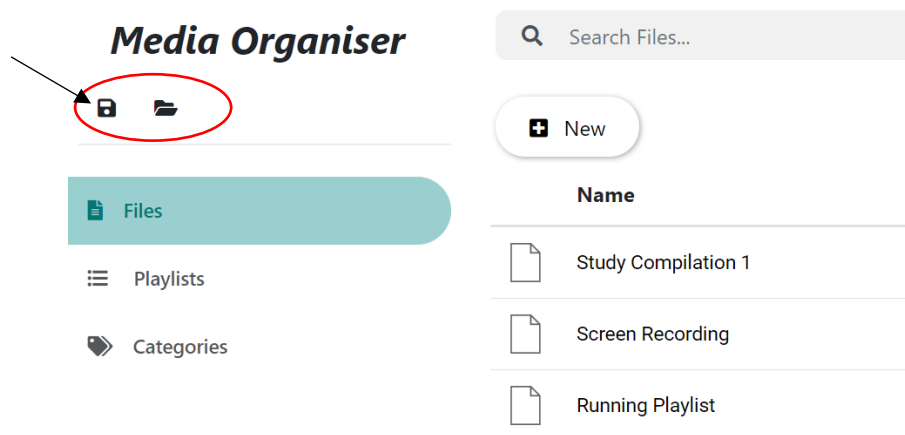 Media Organiser
Files
Playlists
Categories
Search Files...
New
Name
Study Compilation 1
Screen Recording
Running Playlist